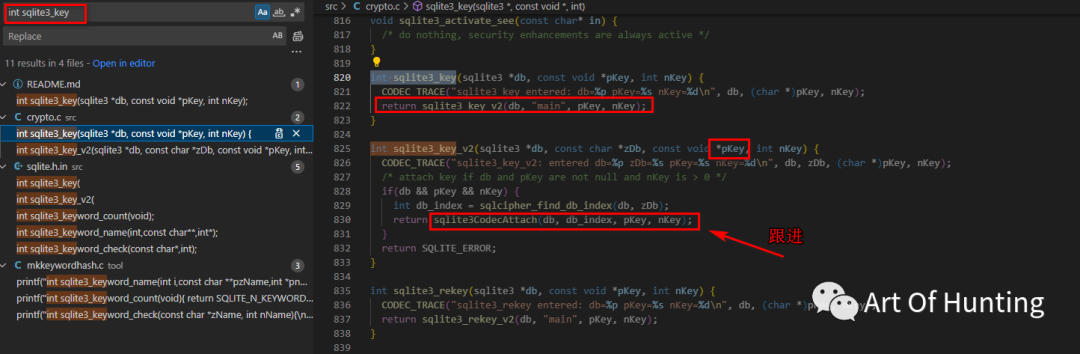 int sqlite3_key
Aa ab .*
Replace
AB
11 results in 4 files - Open in editor
README.md 1
int sqlite3_key(sqlite3 *db, const void *pKey, int nKey);
crypto.c src 2
int sqlite3_key(sqlite3 *db, const void *pKey, int nKey) {
int sqlite3_key_v2(sqlite3 *db, const char *zDb, const void *pKey, int...
sqlite.h.in src 5
int sqlite3_key(
int sqlite3_key_v2(
int sqlite3_keyword_count(void);
int sqlite3_keyword_name(int,const char**,int*);
int sqlite3_keyword_check(const char*,int);
mkkeywordhash.c tool 3
printf("int sqlite3_keyword_name(int i,const char **pzName,int *pn...
printf("int sqlite3_keyword_count(void){ return SQLITE_N_KEYWORD...
printf("int sqlite3_keyword_check(const char *zName, int nName){\n...
src > C crypto.c > sqlite3_key(sqlite3 *, const void *, int)
816 void sqlite3_activate_see(const char* in) {
817 /* do nothing, security enhancements are always active */
818 }
819
820 int sqlite3_key(sqlite3 *db, const void *pKey, int nKey) {
821 CODEC_TRACE("sqlite3_key entered: db=%p pKey=%s nKey=%d\n", db, (char *)pKey, nKey);
822 return sqlite3_key_v2(db, "main", pKey, nKey);
823 }
824
825 int sqlite3_key_v2(sqlite3 *db, const char *zDb, const void *pKey, int nKey) {
826 CODEC_TRACE("sqlite3_key_v2: entered db=%p zDb=%s pKey=%s nKey=%d\n", db, zDb, (char *)pKey, nKey);
827 /* attach key if db and pKey are not null and nKey is > 0 */
828 if(db && pKey && nKey) {
829 int db_index = sqlcipher_find_db_index(db, zDb);
830 return sqlite3CodecAttach(db, db_index, pKey, nKey);
831 }
832 return SQLITE_ERROR;
833 }
跟进
834
835 int sqlite3_rekey(sqlite3 *db, const void *pKey, int nKey) {
836 CODEC_TRACE("sqlite3_rekey entered: db=%p pKey=%s nKey=%d\n", db, (char *)pKey, nKey);
837 return sqlite3_rekey_v2(db, "main", pKey, nKey);
838 }
839
Art Of Hunting